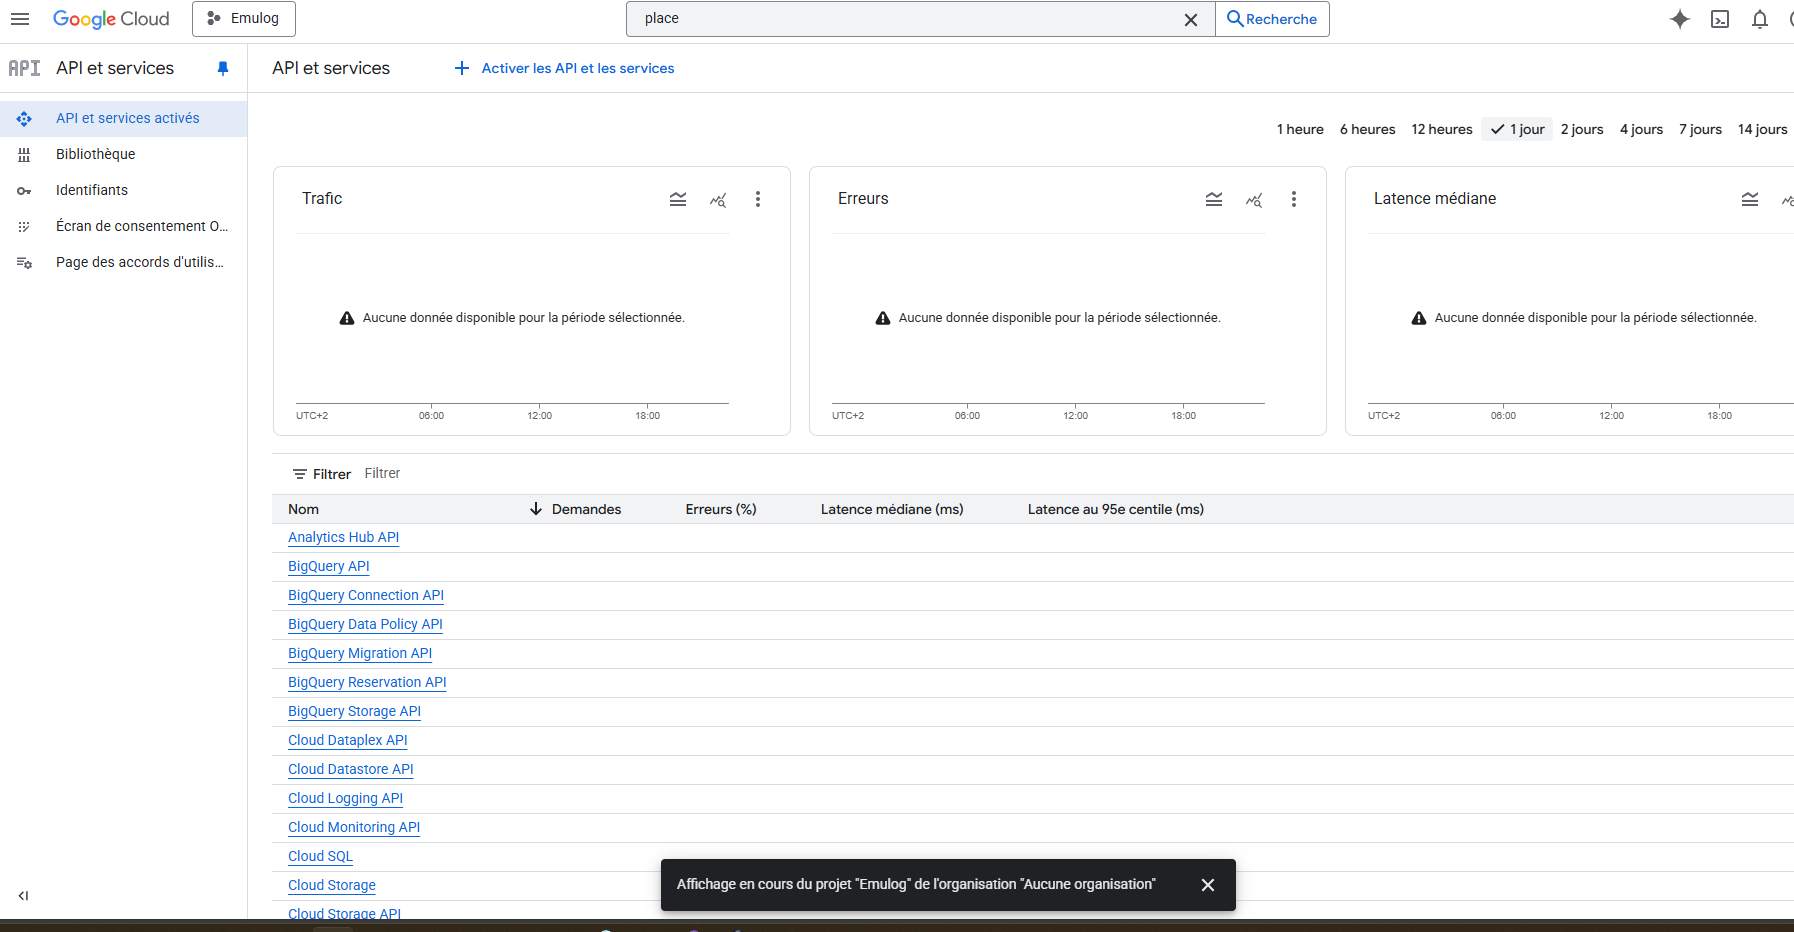 Google Cloud
Emulog
place
Recherche
API
API et services
API et services
Activer les API et les services
API et services activés
Bibliothèque
Identifiants
Écran de consentement O...
Page des accords d'utilis...
1 heure
6 heures
12 heures
1 jour
2 jours
4 jours
7 jours
14 jours
Trafic
Aucune donnée disponible pour la période sélectionnée.
UTC+2 06:00 12:00 18:00
Erreurs
Aucune donnée disponible pour la période sélectionnée.
UTC+2 06:00 12:00 18:00
Latence médiane
Aucune donnée disponible pour la période sélectionnée.
UTC+2 06:00 12:00 18:00
Filtrer Filtrer
Nom Demandes Erreurs (%) Latence médiane (ms) Latence au 95e centile (ms)
Analytics Hub API
BigQuery API
BigQuery Connection API
BigQuery Data Policy API
BigQuery Migration API
BigQuery Reservation API
BigQuery Storage API
Cloud Dataplex API
Cloud Datastore API
Cloud Logging API
Cloud Monitoring API
Cloud SQL
Cloud Storage
Cloud Storage API
Affichage en cours du projet "Emulog" de l'organisation "Aucune organisation"